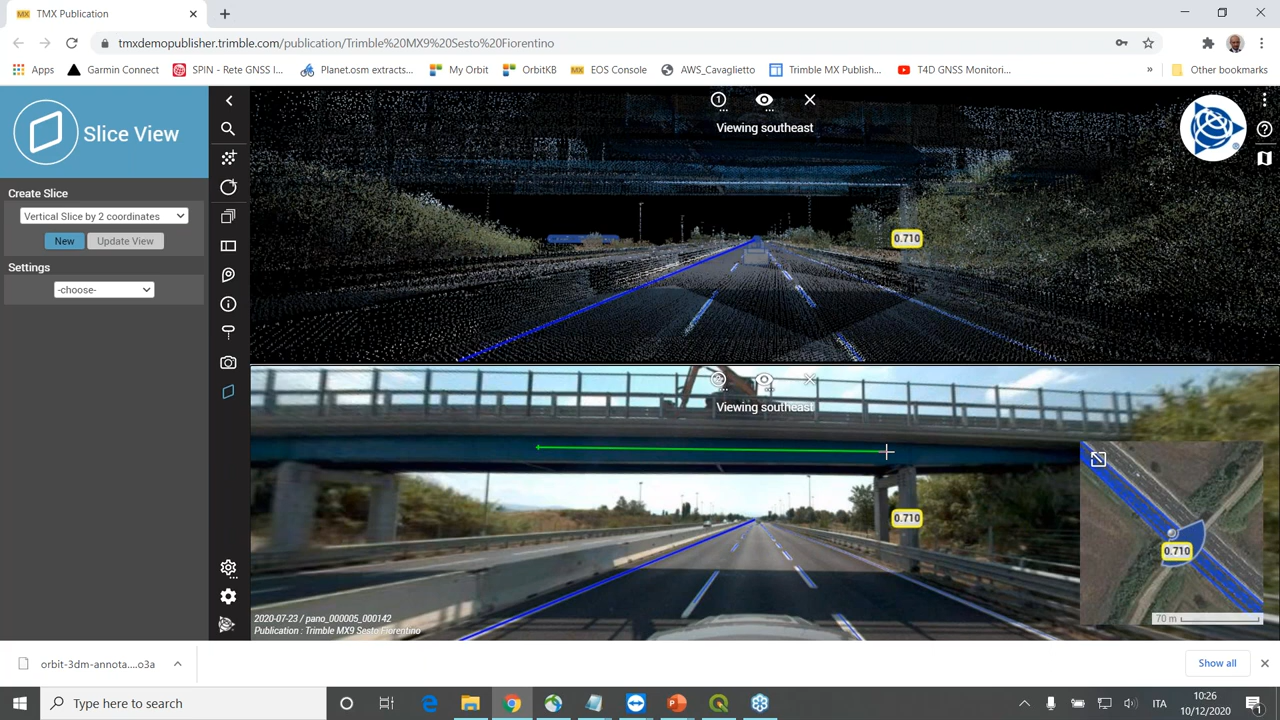 TMX Publication
tmxdemopublisher.trimble.com/publication/Trimble%20MX9%20Sesto%20Fiorentino
Apps
Garmin Connect
SPIN - Rete GNSS I...
Planet.osm extracts...
My Orbit
OrbitKB
MX EOS Console
AWS_Cavaglietto
Trimble MX Publish...
T4D GNSS Monitori...
»
Other bookmarks
Slice View
Create Slice
Vertical Slice by 2 coordinates
New
Update View
Settings
-choose-
1
Viewing southeast
0.710
Viewing southeast
0.710
0.710
70 m
2020-07-23 / pano_000005_000142
Publication : Trimble MX9 Sesto Fiorentino
orbit-3dm-annota....o3a
Show all
Type here to search
ITA
10:26
10/12/2020
1